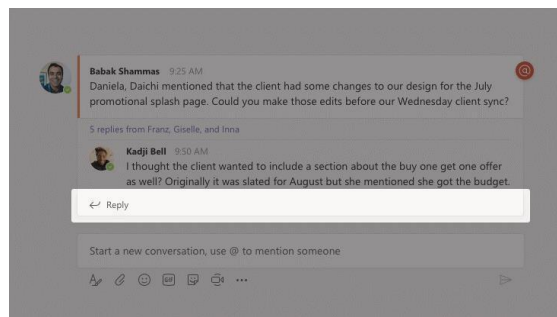 Babak Shammas 9:25 AM
Daniela, Daichi mentioned that the client had some changes to our design for the July
promotional splash page. Could you make those edits before our Wednesday client sync?
5 replies from Franz, Giselle, and Inna
Kadji Bell 9:50 AM
I thought the client wanted to include a section about the buy one get one offer
as well? Originally it was slated for August but she mentioned she got the budget.
Reply
Start a new conversation, use @ to mention someone
GIF